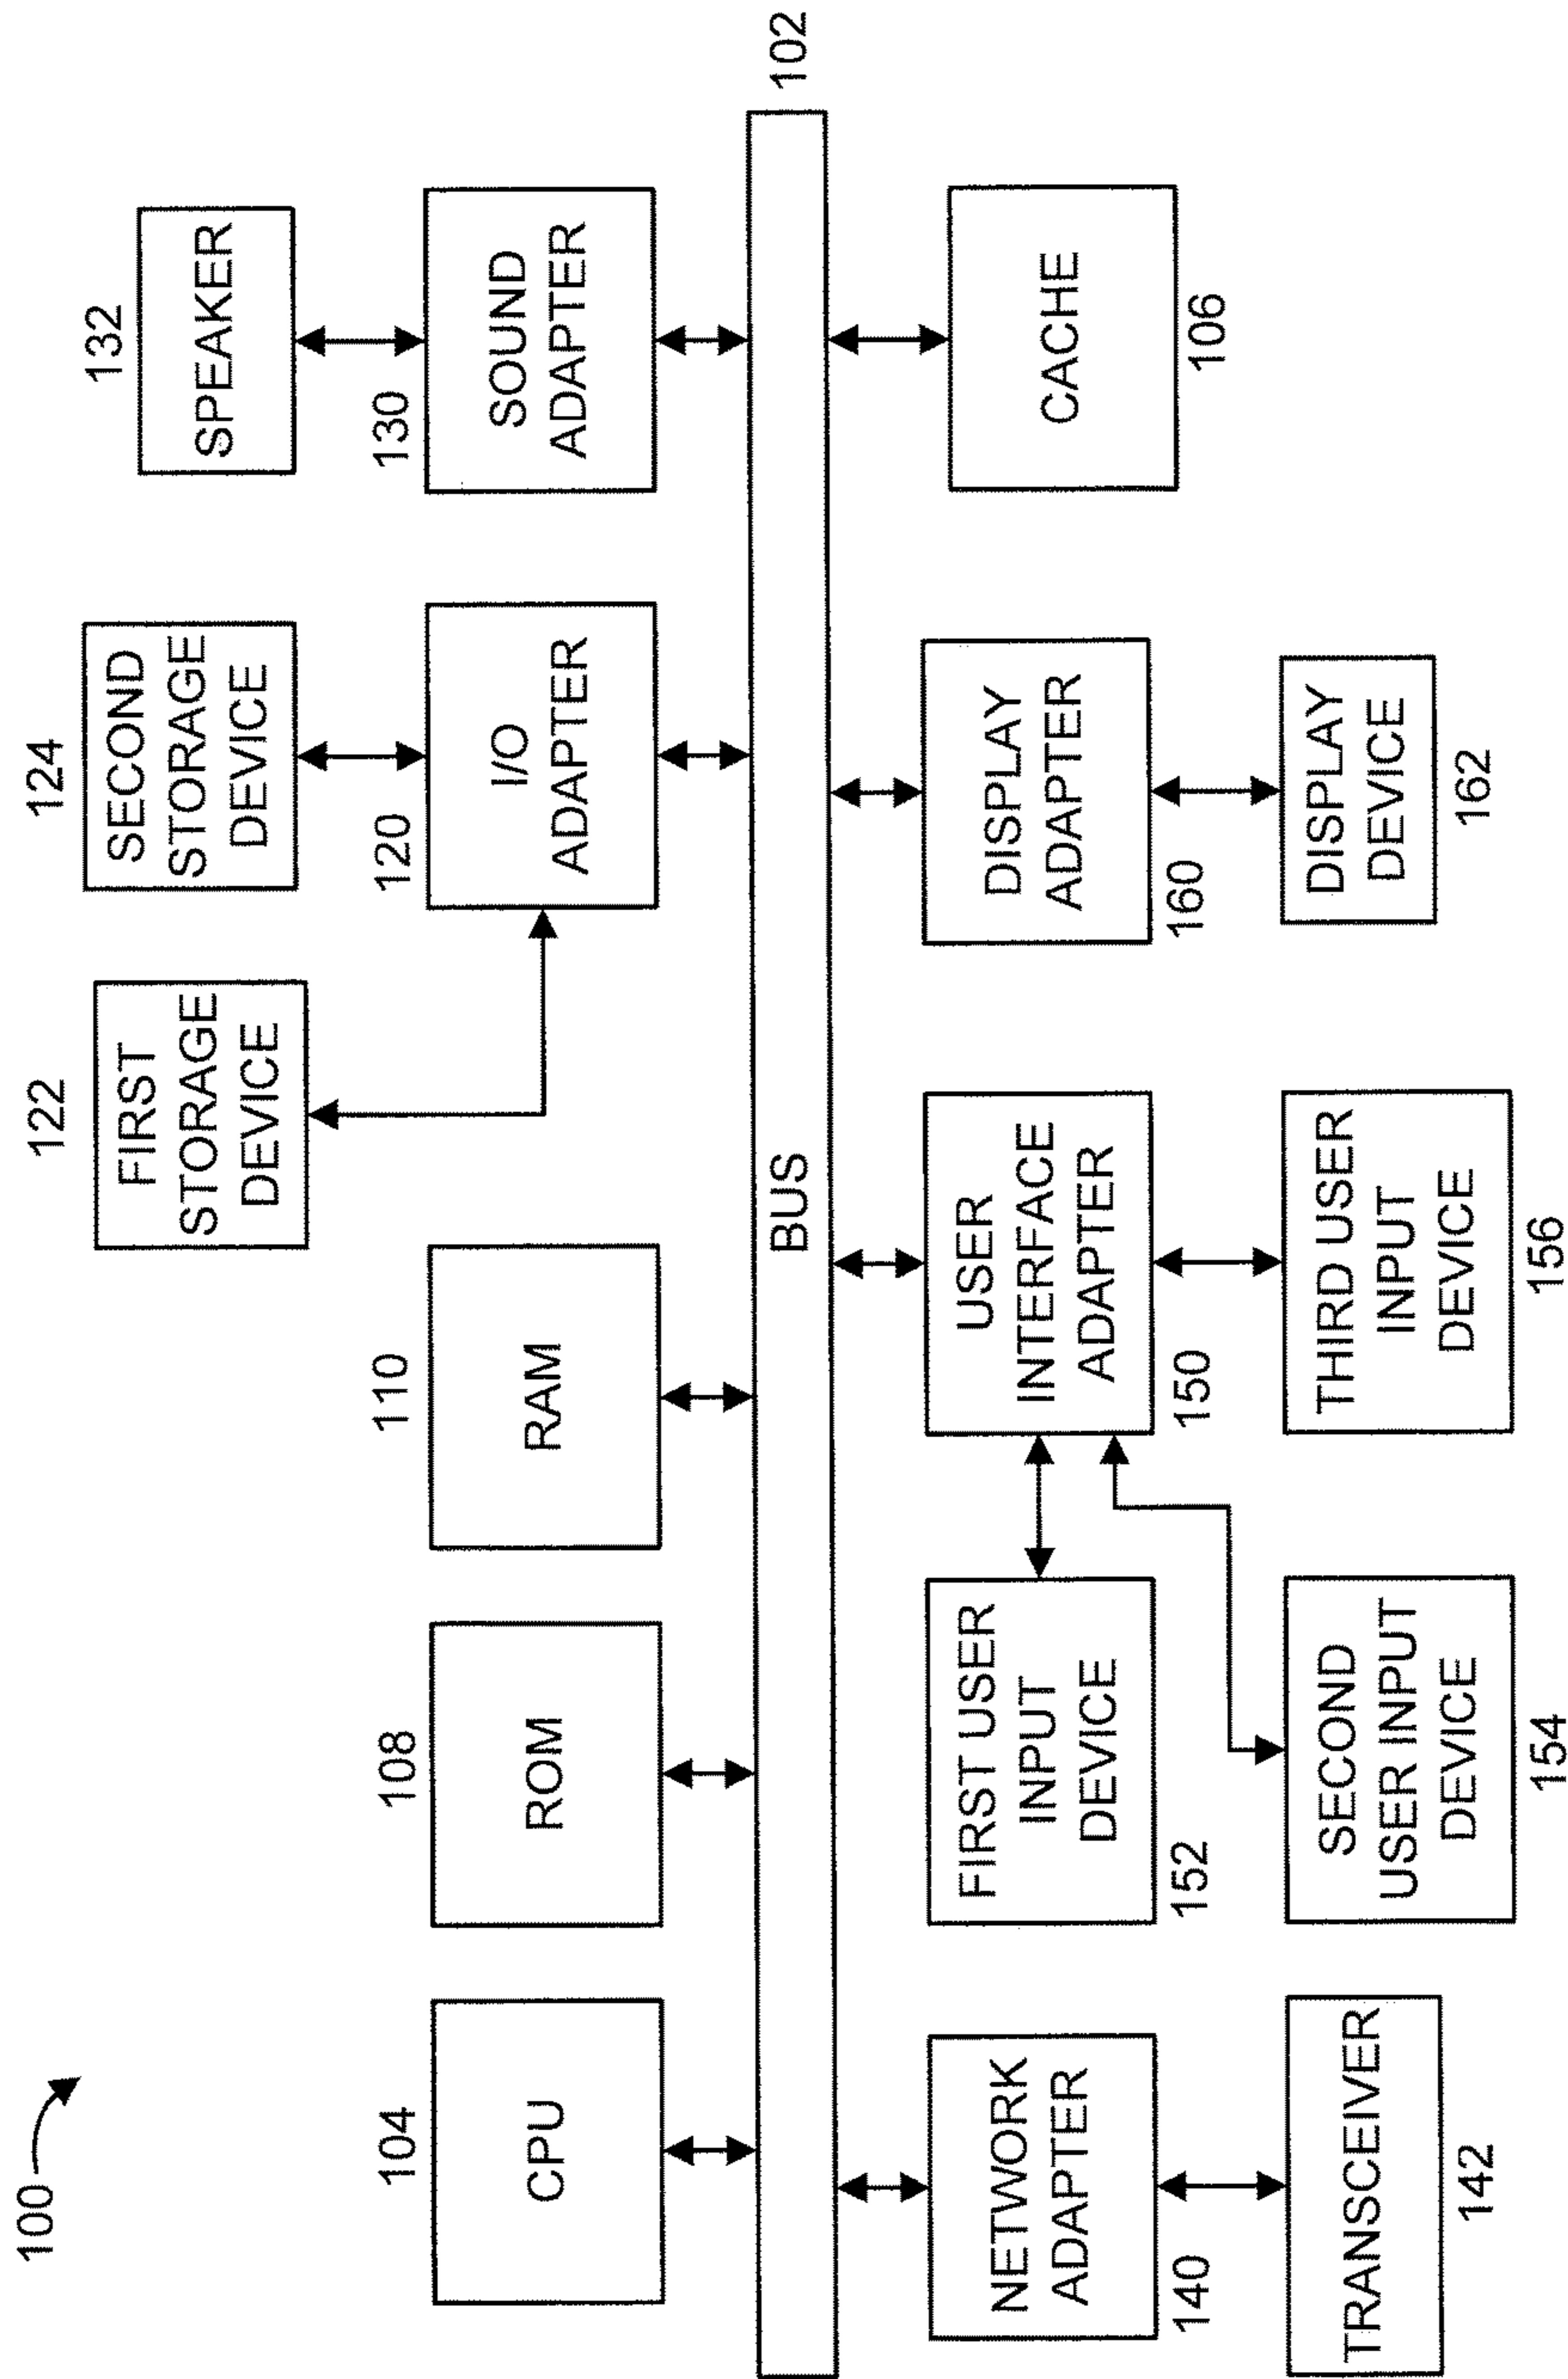 100
104
CPU
108
ROM
110
RAM
122
FIRST
STORAGE
DEVICE
124
SECOND
STORAGE
DEVICE
120
I/O
ADAPTER
132
SPEAKER
130
SOUND
ADAPTER
BUS
102
NETWORK
ADAPTER
140
TRANSCEIVER
142
FIRST USER
INPUT
DEVICE
152
SECOND
USER INPUT
DEVICE
154
USER
INTERFACE
ADAPTER
150
THIRD USER
INPUT
DEVICE
156
DISPLAY
ADAPTER
160
DISPLAY
DEVICE
162
CACHE
106